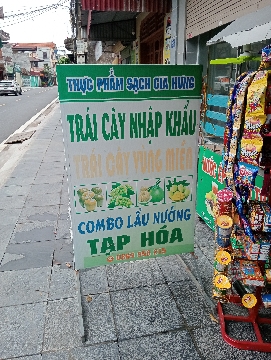 THỰC PHẨM SẠCH GIA HƯNG
TRÁI CÂY NHẬP KHẨU
TRÁI CÂY VÙNG MIỀN
COMBO LẨU NƯỚNG
TẠP HÓA